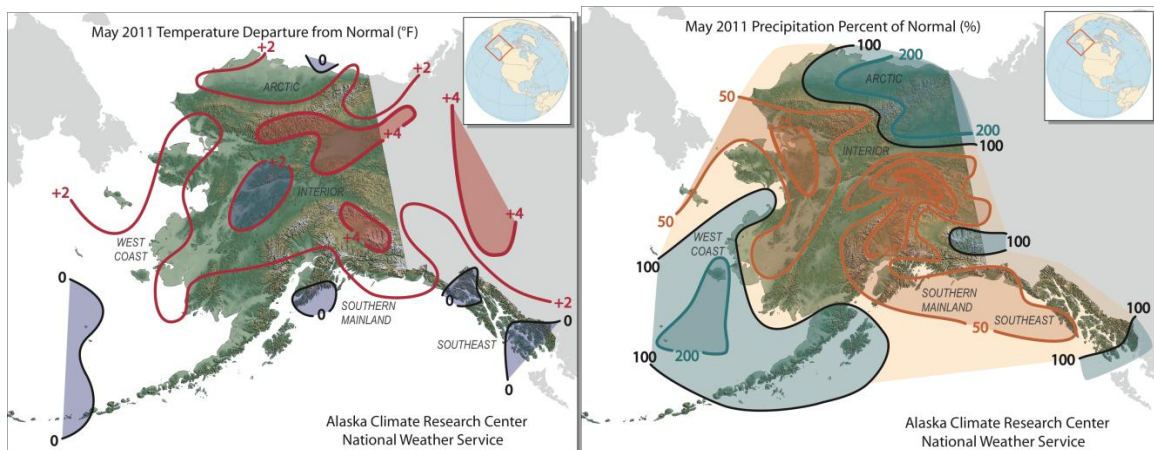 May 2011 Temperature Departure from Normal (°F)
+2
0
+2
ARCTIC
+4
+4
+2
+2
INTERIOR
+2
WEST
COAST
+4
+4
0
0
0
+2
SOUTHERN
MAINLAND
0
SOUTHEAST
0
0
Alaska Climate Research Center
National Weather Service
May 2011 Precipitation Percent of Normal (%)
100
200
ARCTIC
50
200
100
INTERIOR
50
WEST
COAST
100
100
SOUTHERN
MAINLAND
50
SOUTHEAST
100
100
200
100
Alaska Climate Research Center
National Weather Service